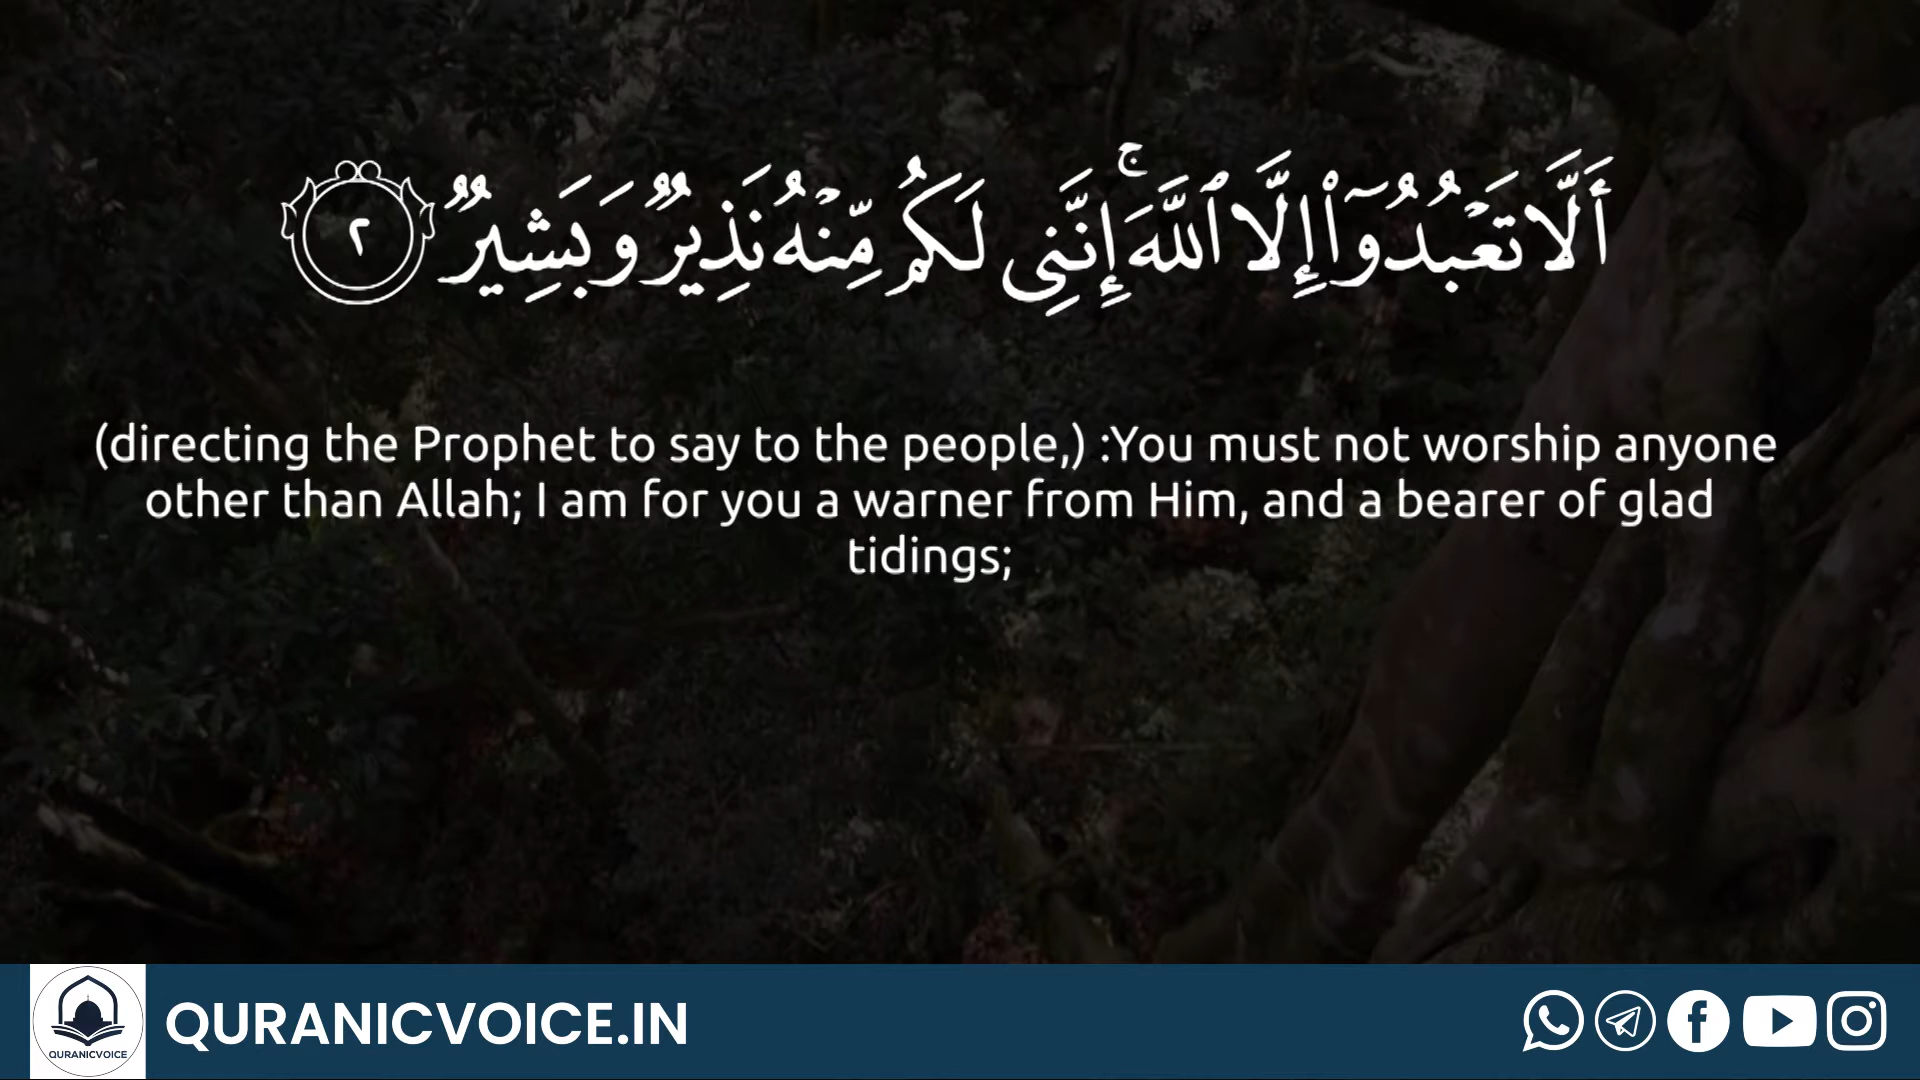 أَلَّا تَعْبُدُوٓا۟ إِلَّا ٱللَّهَ ۚ إِنَّنِى لَكُم مِّنْهُ نَذِيرٌ وَبَشِيرٌ ٢
(directing the Prophet to say to the people,) :You must not worship anyone
other than Allah; I am for you a warner from Him, and a bearer of glad
tidings;
QURANICVOICE
QURANICVOICE.IN